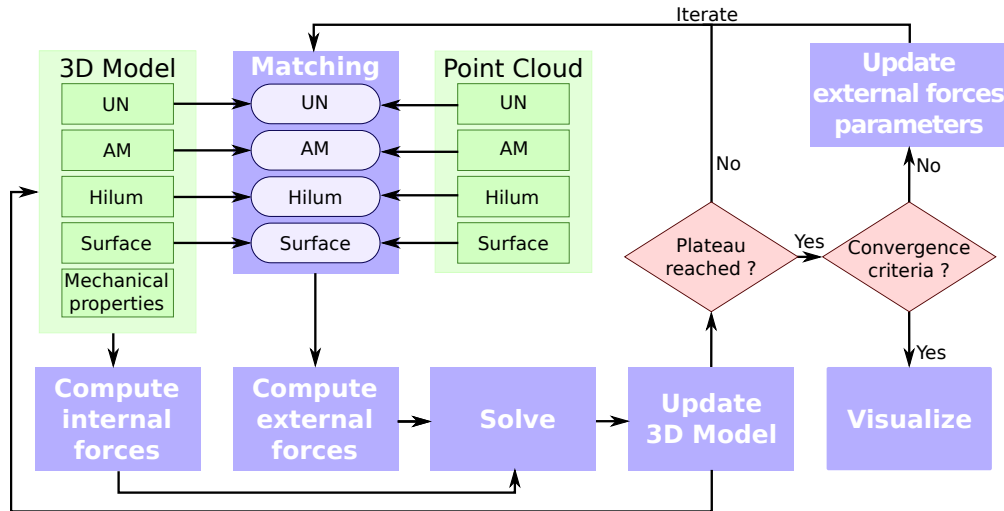 Iterate
3D Model
UN
AM
Hilum
Surface
Mechanical
properties
Matching
UN
AM
Hilum
Surface
Point Cloud
UN
AM
Hilum
Surface
Update
external forces
parameters
No
No
Plateau
reached ?
Yes
Convergence
criteria ?
Yes
Compute
internal
forces
Compute
external
forces
Solve
Update
3D Model
Visualize